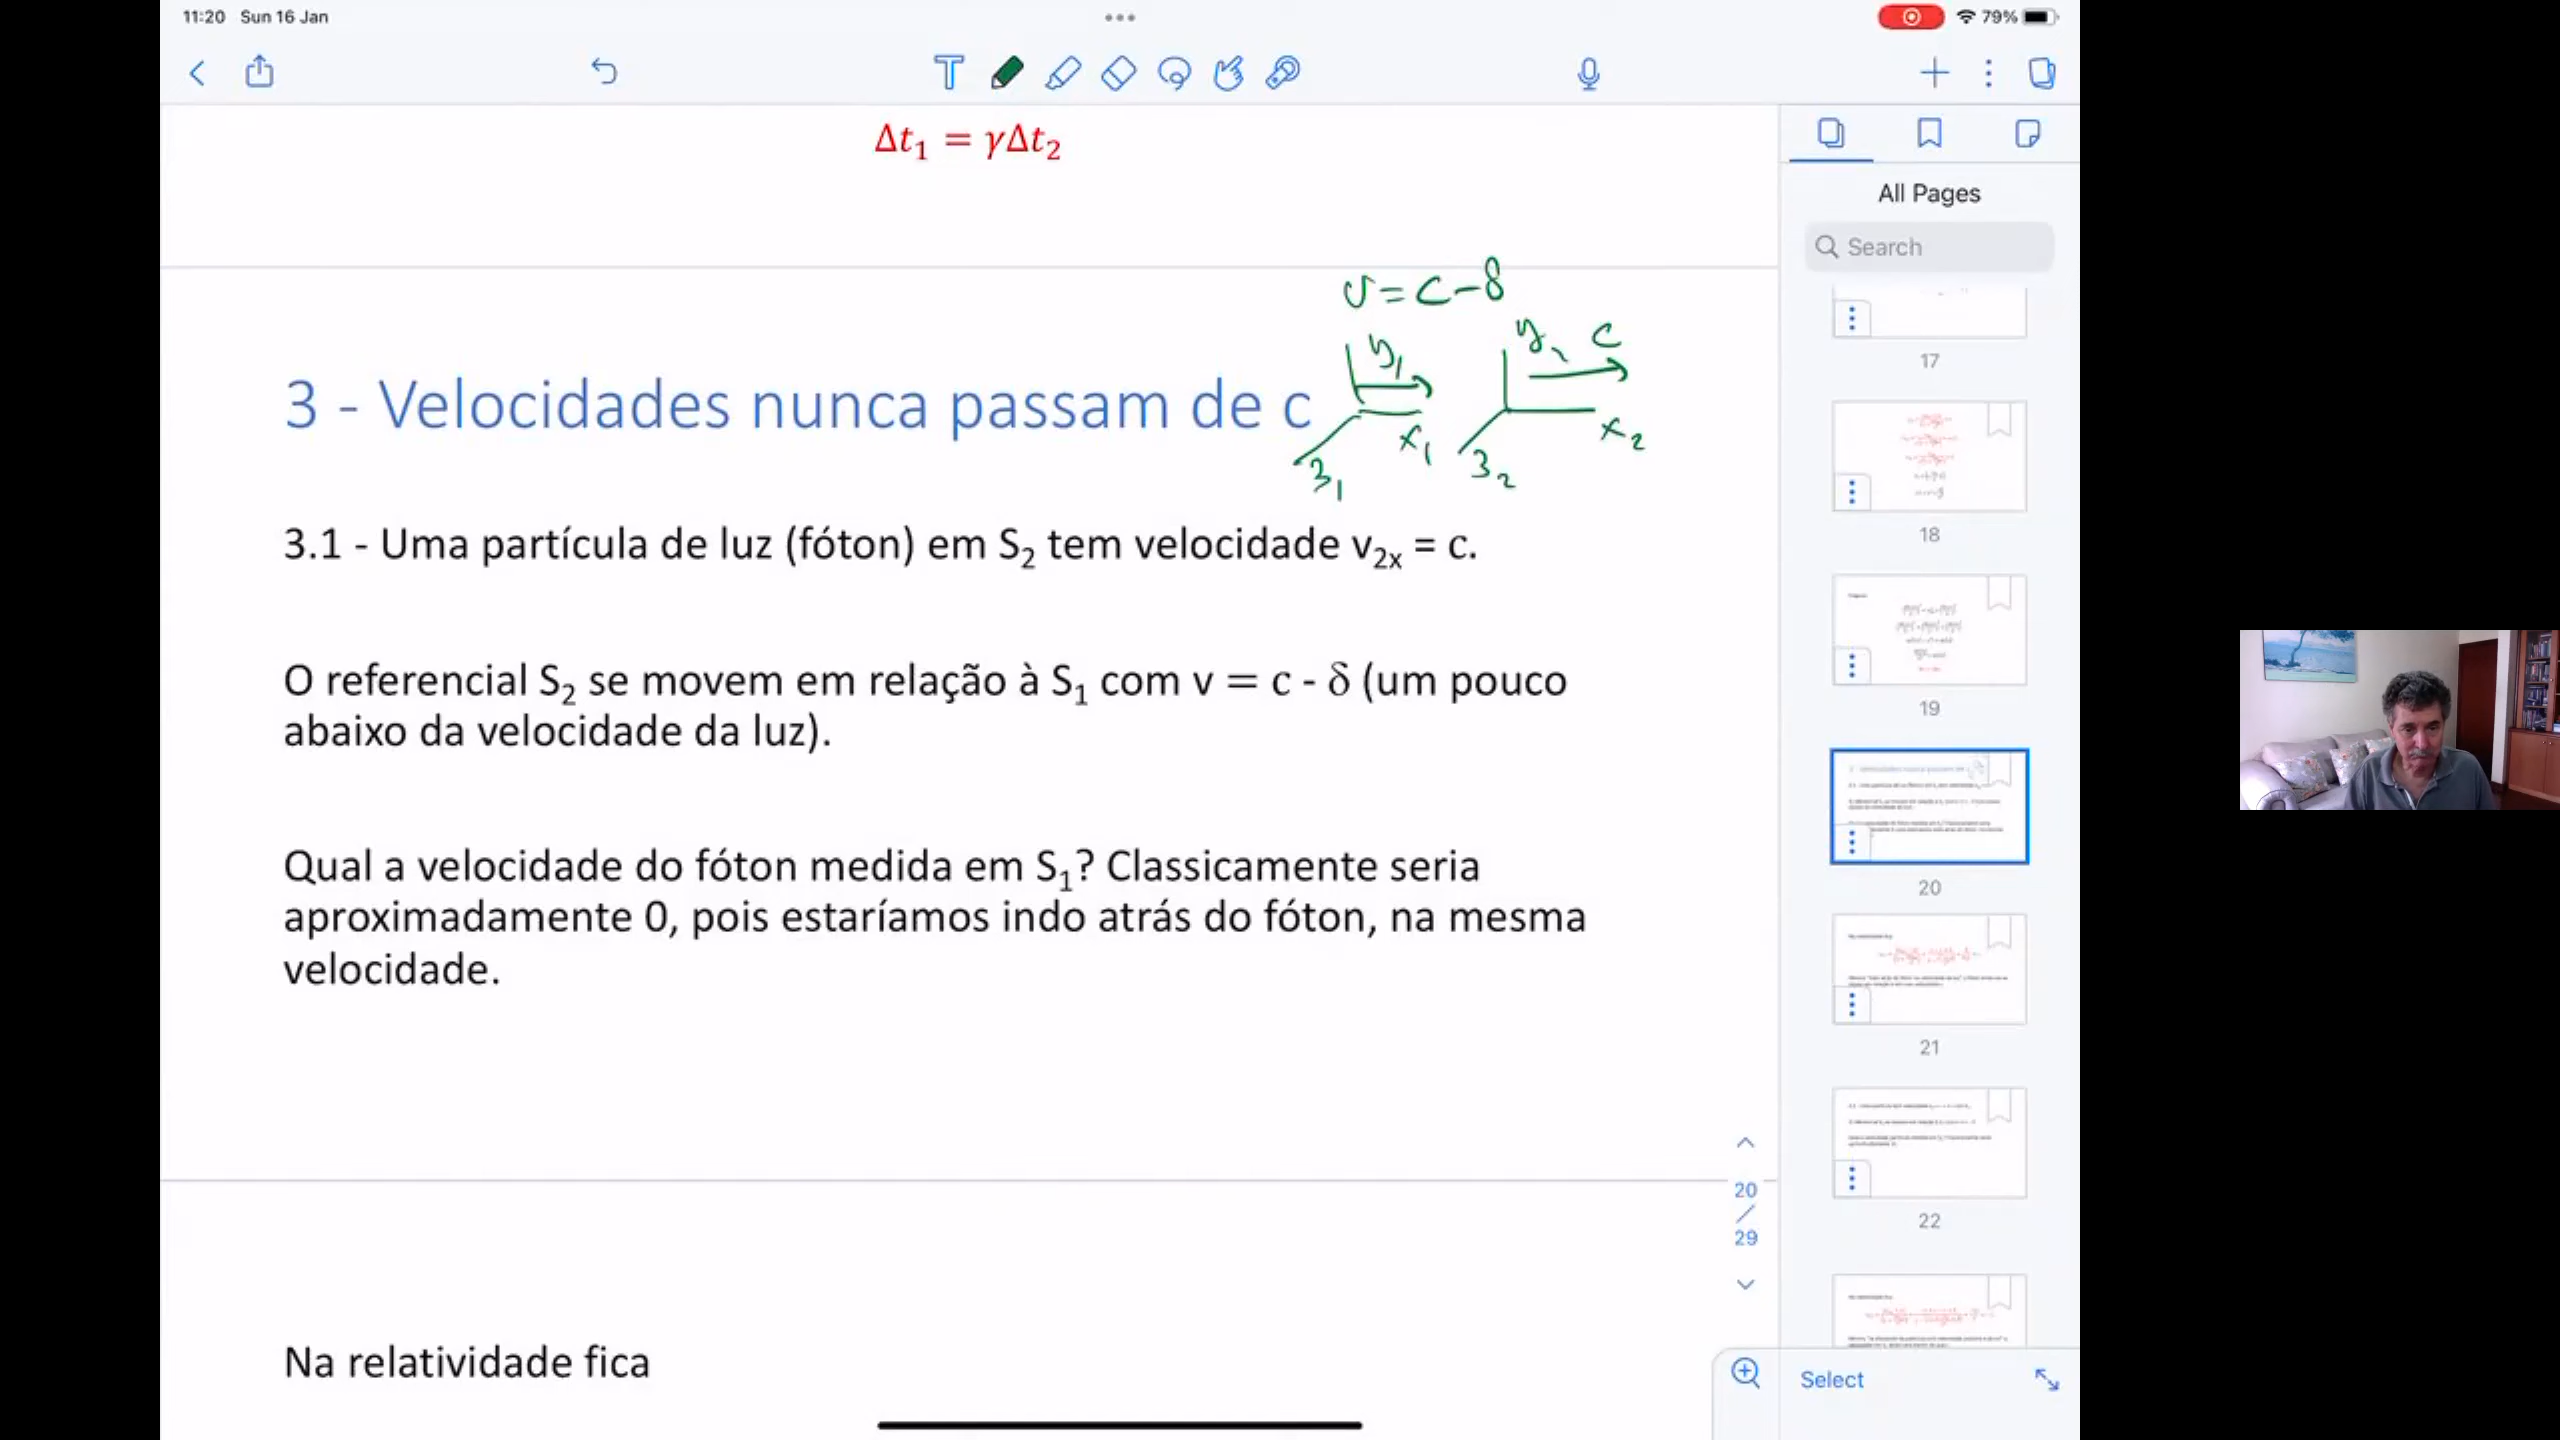 11:20 Sun 16 Jan
79%
Δt₁ = γΔt₂
All Pages
Search
v = c - δ
y₁
y₂ c
3 - Velocidades nunca passam de c
x₁
x₂
z₁
z₂
3.1 - Uma partícula de luz (fóton) em S₂ tem velocidade v₂ₓ = c.
O referencial S₂ se movem em relação à S₁ com v = c - δ (um pouco
abaixo da velocidade da luz).
Qual a velocidade do fóton medida em S₁? Classicamente seria
aproximadamente 0, pois estaríamos indo atrás do fóton, na mesma
velocidade.
Na relatividade fica
20
/
29
17
18
19
20
21
22
Select